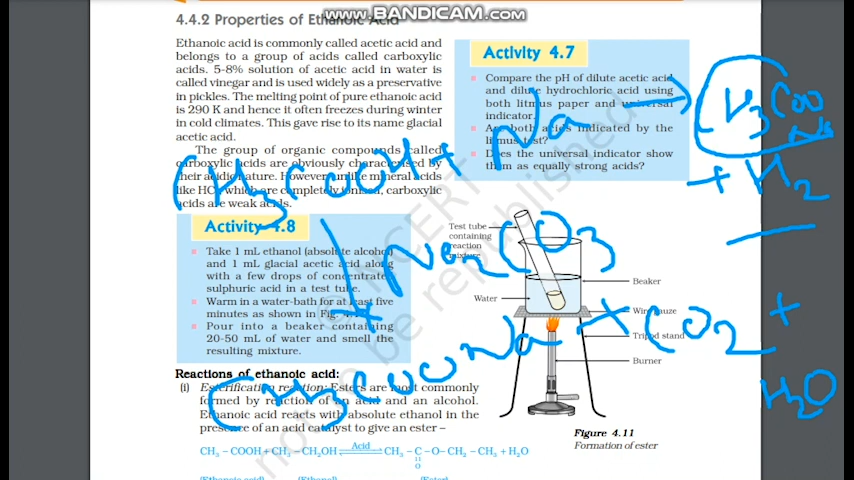 www.BANDICAM.com
4.4.2 Properties of Ethanoic Acid
Ethanoic acid is commonly called acetic acid and
belongs to a group of acids called carboxylic
acids. 5-8% solution of acetic acid in water is
called vinegar and is used widely as a preservative
in pickles. The melting point of pure ethanoic
is 290 K and hence it often freezes during winter
in cold climates. This gave rise to its name glacial
acetic acid.
The group of organic compounds called
carboxylic acids are obviously characterised by
their acidic nature. However, unlike mineral acids
like HCl, which are completely ionised, carboxylic
acids are weak acids.
Activity 4.7
Compare the pH of dilute acetic acid
and dilute hydrochloric acid using
both litmus paper and universal
indicator.
Are both acids indicated by the
litmus test?
Does the universal indicator show
them as equally strong acids?
CH3COOH + Na
+ H2
Activity 4.8
Take 1 mL ethanol (absolute alcohol)
and 1 mL glacial acetic acid along
with a few drops of concentrated
sulphuric acid in a test tube.
Warm in a water-bath for at least five
minutes as shown in Fig. 4.11.
Pour into a beaker containing
20-50 mL of water and smell the
resulting mixture.
Test tube
containing
reaction
mixture
Water
Beaker
Wire gauze
Tripod stand
Burner
Na2CO3
CH3COONa + CO2
+
H2O
Figure 4.11
Formation of ester
Reactions of ethanoic acid:
(i) Esterification reaction: Esters are most commonly
formed by reaction of an acid and an alcohol.
Ethanoic acid reacts with absolute ethanol in the
presence of an acid catalyst to give an ester –
CH3 – COOH + CH3 – CH2OH ⇌ CH3 – C – O – CH2 – CH3 + H2O
Acid
O
(Ethanoic acid) (Ethanol) (Ester)
© NCERT
not to be republished